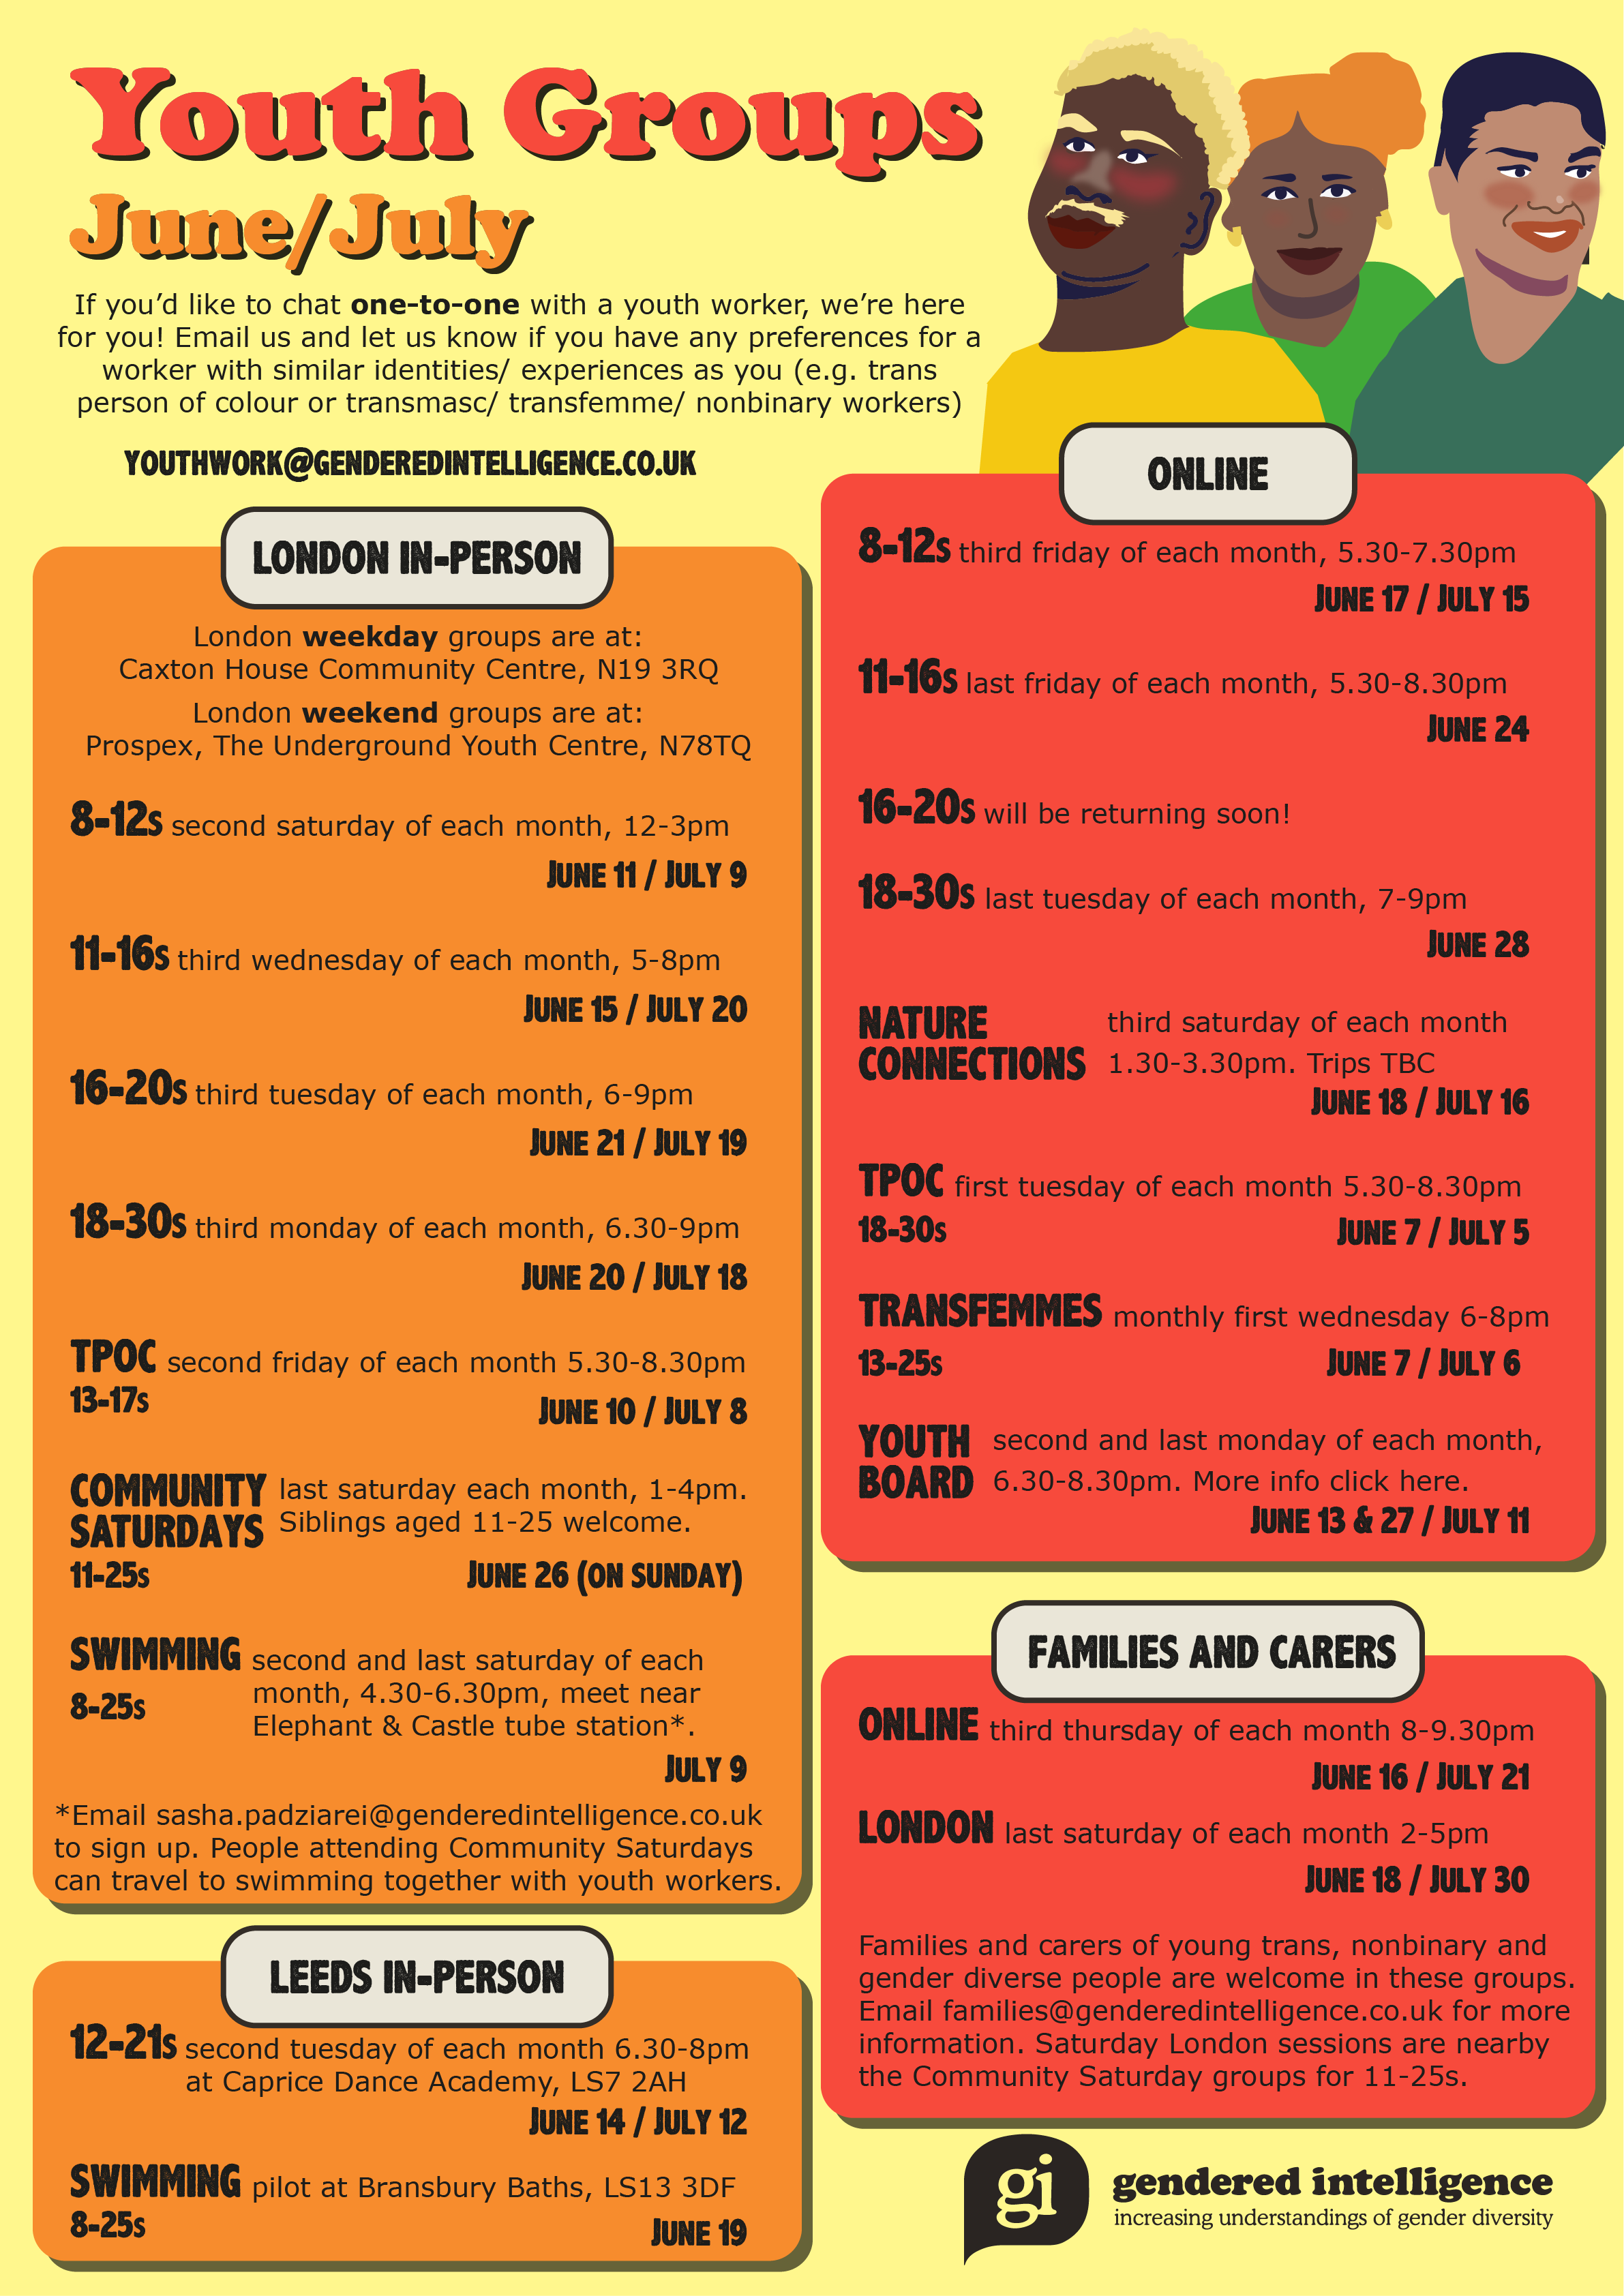 Youth Groups
June/July
If you’d like to chat one-to-one with a youth worker, we’re here
for you! Email us and let us know if you have any preferences for a
worker with similar identities/ experiences as you (e.g. trans
person of colour or transmasc/ transfemme/ nonbinary workers)
YOUTHWORK@GENDEREDINTELLIGENCE.CO.UK
LONDON IN-PERSON
London weekday groups are at:
Caxton House Community Centre, N19 3RQ
London weekend groups are at:
Prospex, The Underground Youth Centre, N78TQ
8-12s second saturday of each month, 12-3pm
JUNE 11 / JULY 9
11-16s third wednesday of each month, 5-8pm
JUNE 15 / JULY 20
16-20s third tuesday of each month, 6-9pm
JUNE 21 / JULY 19
18-30s third monday of each month, 6.30-9pm
JUNE 20 / JULY 18
TPOC second friday of each month 5.30-8.30pm
13-17s JUNE 10 / JULY 8
COMMUNITY last saturday each month, 1-4pm.
SATURDAYS Siblings aged 11-25 welcome.
11-25s JUNE 26 (ON SUNDAY)
SWIMMING second and last saturday of each
8-25s month, 4.30-6.30pm, meet near
Elephant & Castle tube station*.
JULY 9
*Email sasha.padziarei@genderedintelligence.co.uk
to sign up. People attending Community Saturdays
can travel to swimming together with youth workers.
LEEDS IN-PERSON
12-21s second tuesday of each month 6.30-8pm
at Caprice Dance Academy, LS7 2AH
JUNE 14 / JULY 12
SWIMMING pilot at Bransbury Baths, LS13 3DF
8-25s JUNE 19
ONLINE
8-12s third friday of each month, 5.30-7.30pm
JUNE 17 / JULY 15
11-16s last friday of each month, 5.30-8.30pm
JUNE 24
16-20s will be returning soon!
18-30s last tuesday of each month, 7-9pm
JUNE 28
NATURE third saturday of each month
CONNECTIONS 1.30-3.30pm. Trips TBC
JUNE 18 / JULY 16
TPOC first tuesday of each month 5.30-8.30pm
18-30s JUNE 7 / JULY 5
TRANSFEMMES monthly first wednesday 6-8pm
13-25s JUNE 7 / JULY 6
YOUTH second and last monday of each month,
BOARD 6.30-8.30pm. More info click here.
JUNE 13 & 27 / JULY 11
FAMILIES AND CARERS
ONLINE third thursday of each month 8-9.30pm
JUNE 16 / JULY 21
LONDON last saturday of each month 2-5pm
JUNE 18 / JULY 30
Families and carers of young trans, nonbinary and
gender diverse people are welcome in these groups.
Email families@genderedintelligence.co.uk for more
information. Saturday London sessions are nearby
the Community Saturday groups for 11-25s.
gi
gendered intelligence
increasing understandings of gender diversity